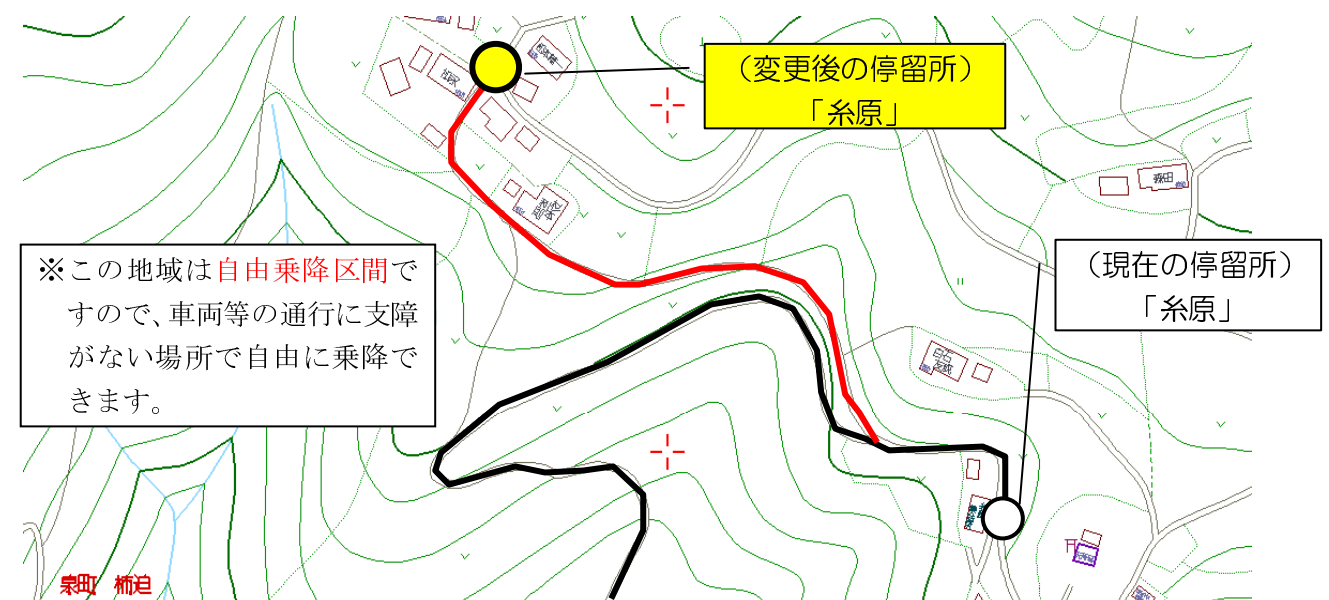 （変更後の停留所）
「糸原」
（現在の停留所）
「糸原」
※この地域は自由乗降区間で
すので、車両等の通行に支障
がない場所で自由に乗降で
きます。
泉町 柿迫